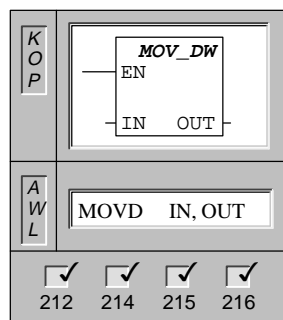 K
O
P
MOV_DW
EN
IN OUT
A
W
L
MOVD IN, OUT
212 214 215 216